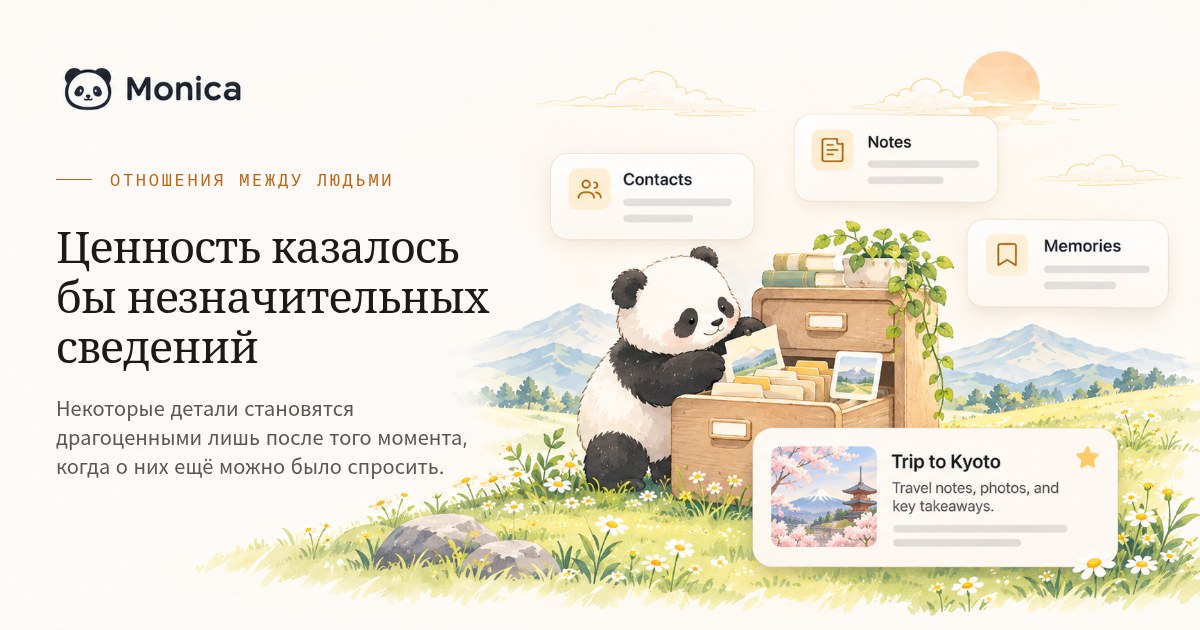 Monica
ОТНОШЕНИЯ МЕЖДУ ЛЮДЬМИ
Ценность казалось
бы незначительных
сведений
Некоторые детали становятся
драгоценными лишь после того момента,
когда о них ещё можно было спросить.
Contacts
Notes
Memories
Trip to Kyoto
Travel notes, photos, and
key takeaways.